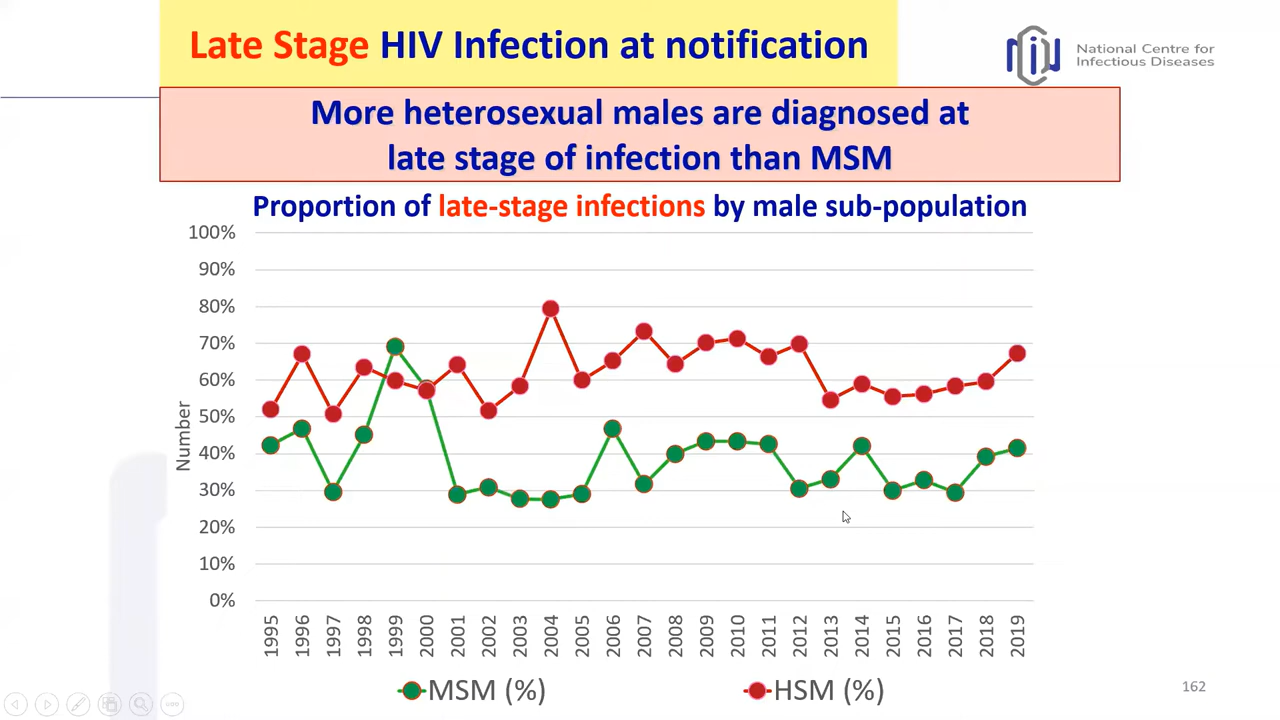 Late Stage HIV Infection at notification
National Centre for
Infectious Diseases
More heterosexual males are diagnosed at
late stage of infection than MSM
Proportion of late-stage infections by male sub-population
100%
90%
80%
70%
60%
50%
40%
30%
20%
10%
0%
Number
1995 1996 1997 1998 1999 2000 2001 2002 2003 2004 2005 2006 2007 2008 2009 2010 2011 2012 2013 2014 2015 2016 2017 2018 2019
MSM (%) HSM (%)
162